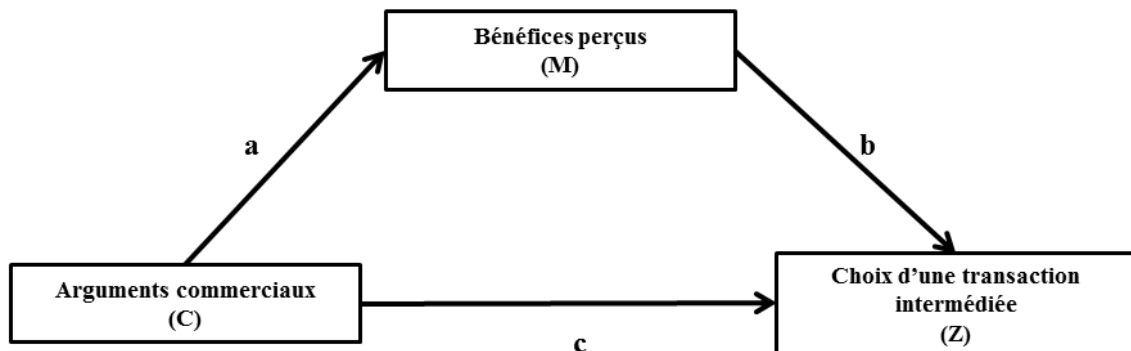 Bénéfices perçus
(M)
a
b
Arguments commerciaux
(C)
c
Choix d’une transaction
intermédiée
(Z)